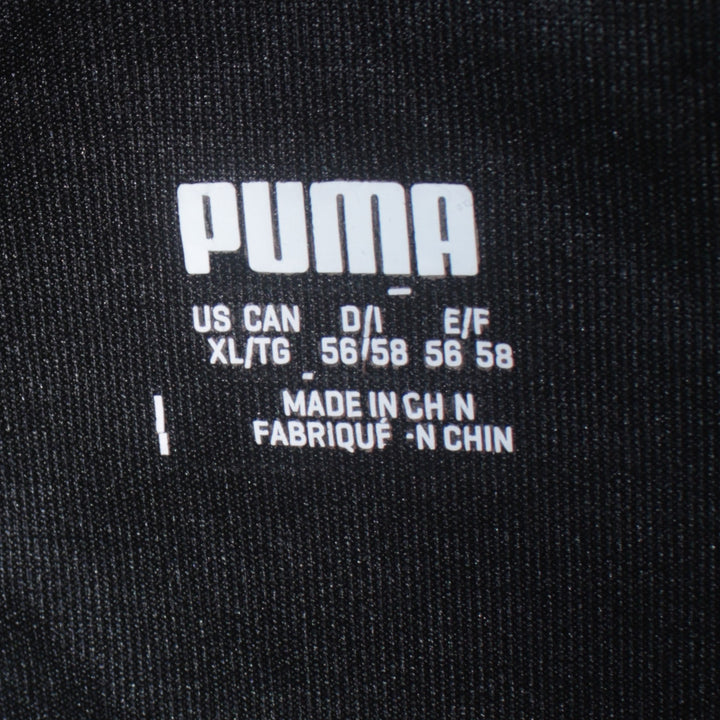 PUMA
US CAN D/I E/F
XL/TG 56/58 56 58
MADE IN CH N
FABRIQUÉ -N CHIN